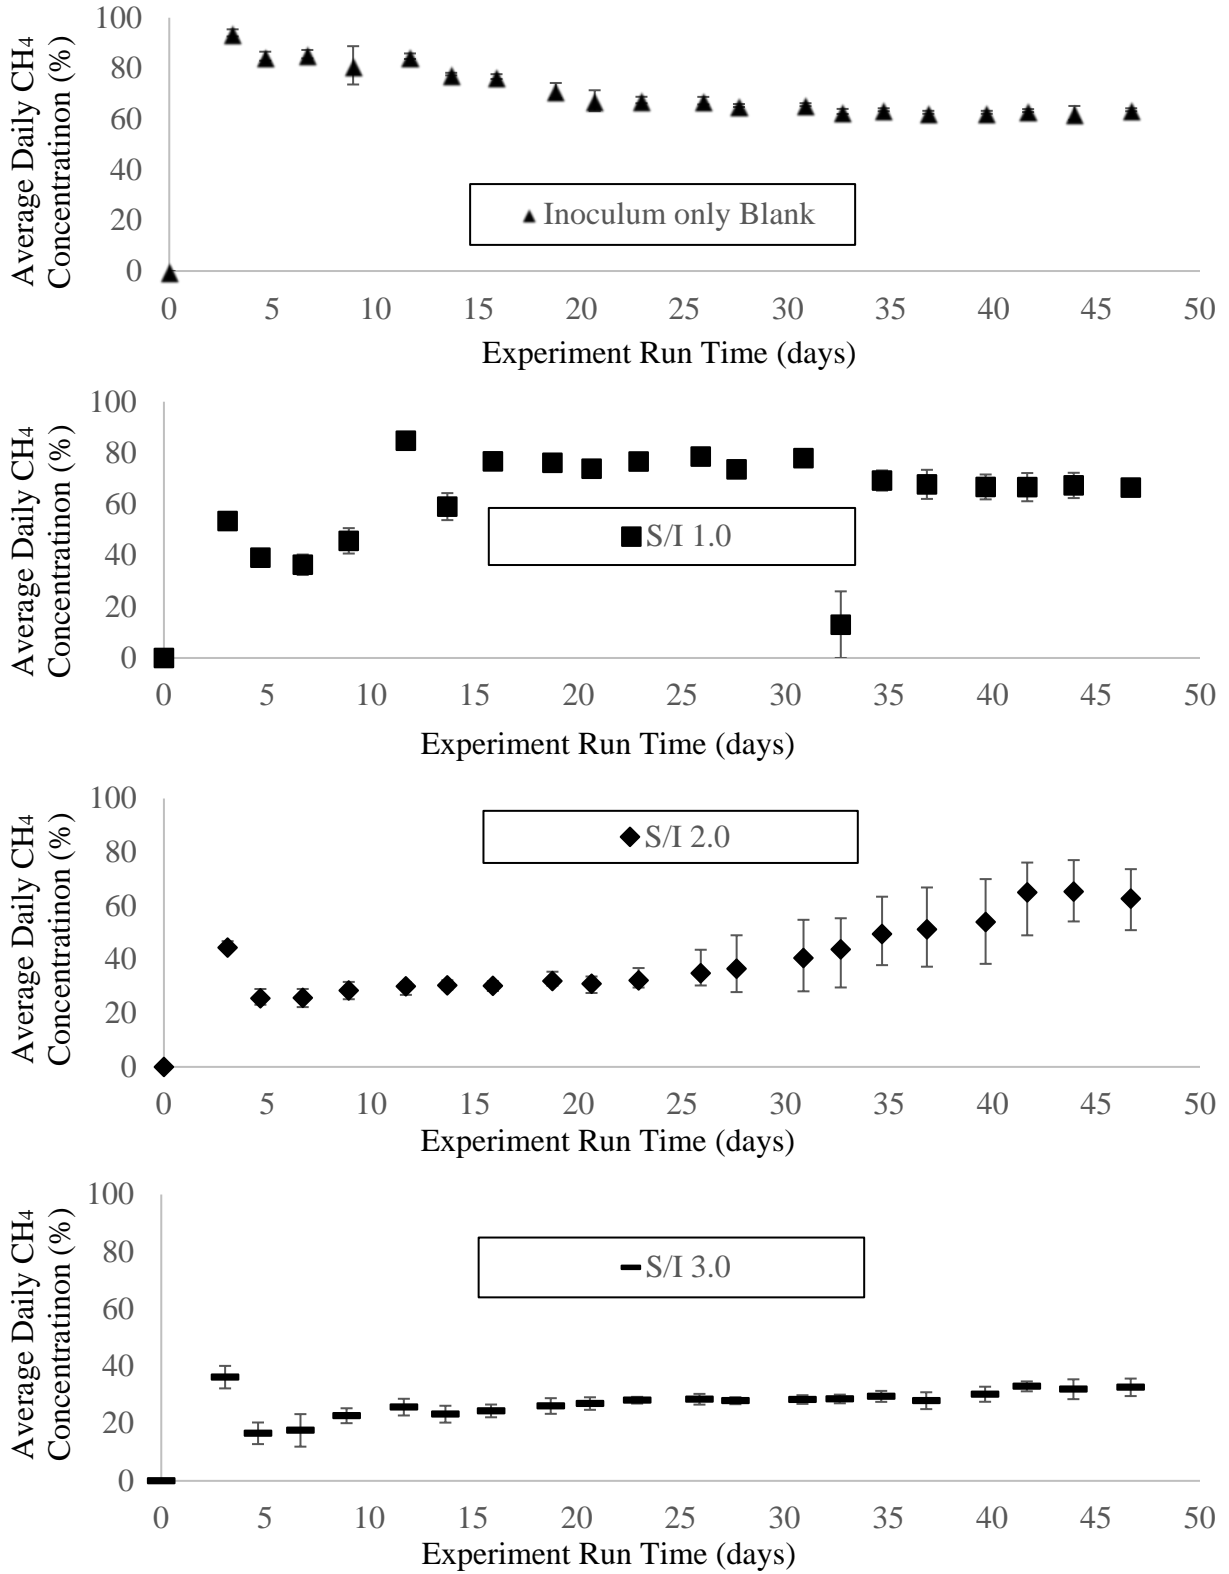 Average Daily CH4
Concentratinon (%)
100
80
60
40
20
0
Inoculum only Blank
0 5 10 15 20 25 30 35 40 45 50
Experiment Run Time (days)
Average Daily CH4
Concentratinon (%)
100
80
60
40
20
0
S/I 1.0
0 5 10 15 20 25 30 35 40 45 50
Experiment Run Time (days)
Average Daily CH4
Concentratinon (%)
100
80
60
40
20
0
S/I 2.0
0 5 10 15 20 25 30 35 40 45 50
Experiment Run Time (days)
Average Daily CH4
Concentratinon (%)
100
80
60
40
20
0
S/I 3.0
0 5 10 15 20 25 30 35 40 45 50
Experiment Run Time (days)